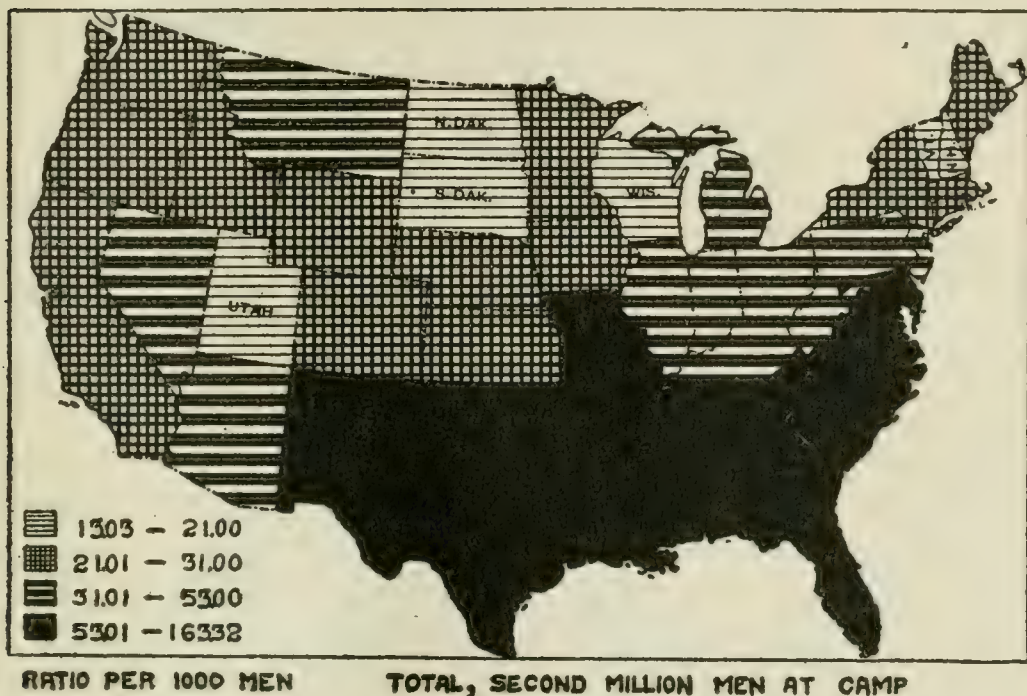 N. DAK.
S. DAK.
WIS.
VT.
N.H.
R.I.
UTAH
13.03 — 21.00
21.01 — 31.00
31.01 — 53.00
53.01 — 163.32
RATIO PER 1000 MEN TOTAL, SECOND MILLION MEN AT CAMP